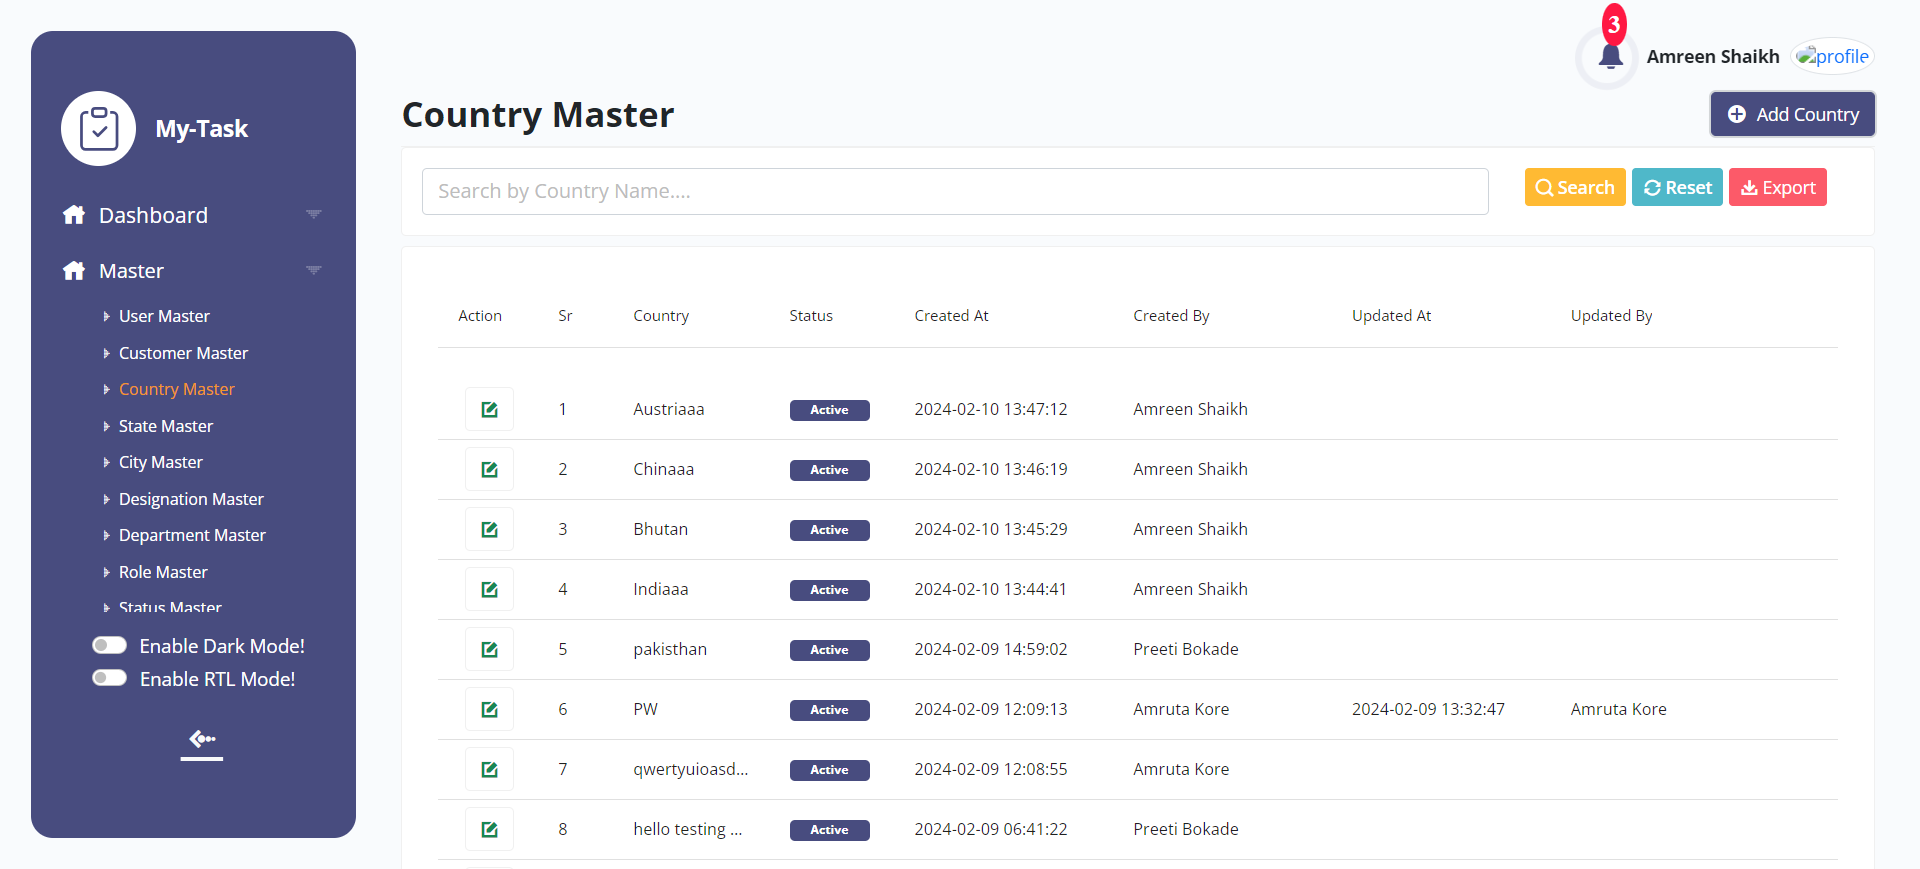 3
Amreen Shaikh profile
My-Task
Dashboard
Master
User Master
Customer Master
Country Master
State Master
City Master
Designation Master
Department Master
Role Master
Status Master
Enable Dark Mode!
Enable RTL Mode!
Country Master
Add Country
Search by Country Name....
Search Reset Export
Action Sr Country Status Created At Created By Updated At Updated By
1 Austriaaa Active 2024-02-10 13:47:12 Amreen Shaikh
2 Chinaaa Active 2024-02-10 13:46:19 Amreen Shaikh
3 Bhutan Active 2024-02-10 13:45:29 Amreen Shaikh
4 Indiaaa Active 2024-02-10 13:44:41 Amreen Shaikh
5 pakisthan Active 2024-02-09 14:59:02 Preeti Bokade
6 PW Active 2024-02-09 12:09:13 Amruta Kore 2024-02-09 13:32:47 Amruta Kore
7 qwertyuioasd... Active 2024-02-09 12:08:55 Amruta Kore
8 hello testing ... Active 2024-02-09 06:41:22 Preeti Bokade